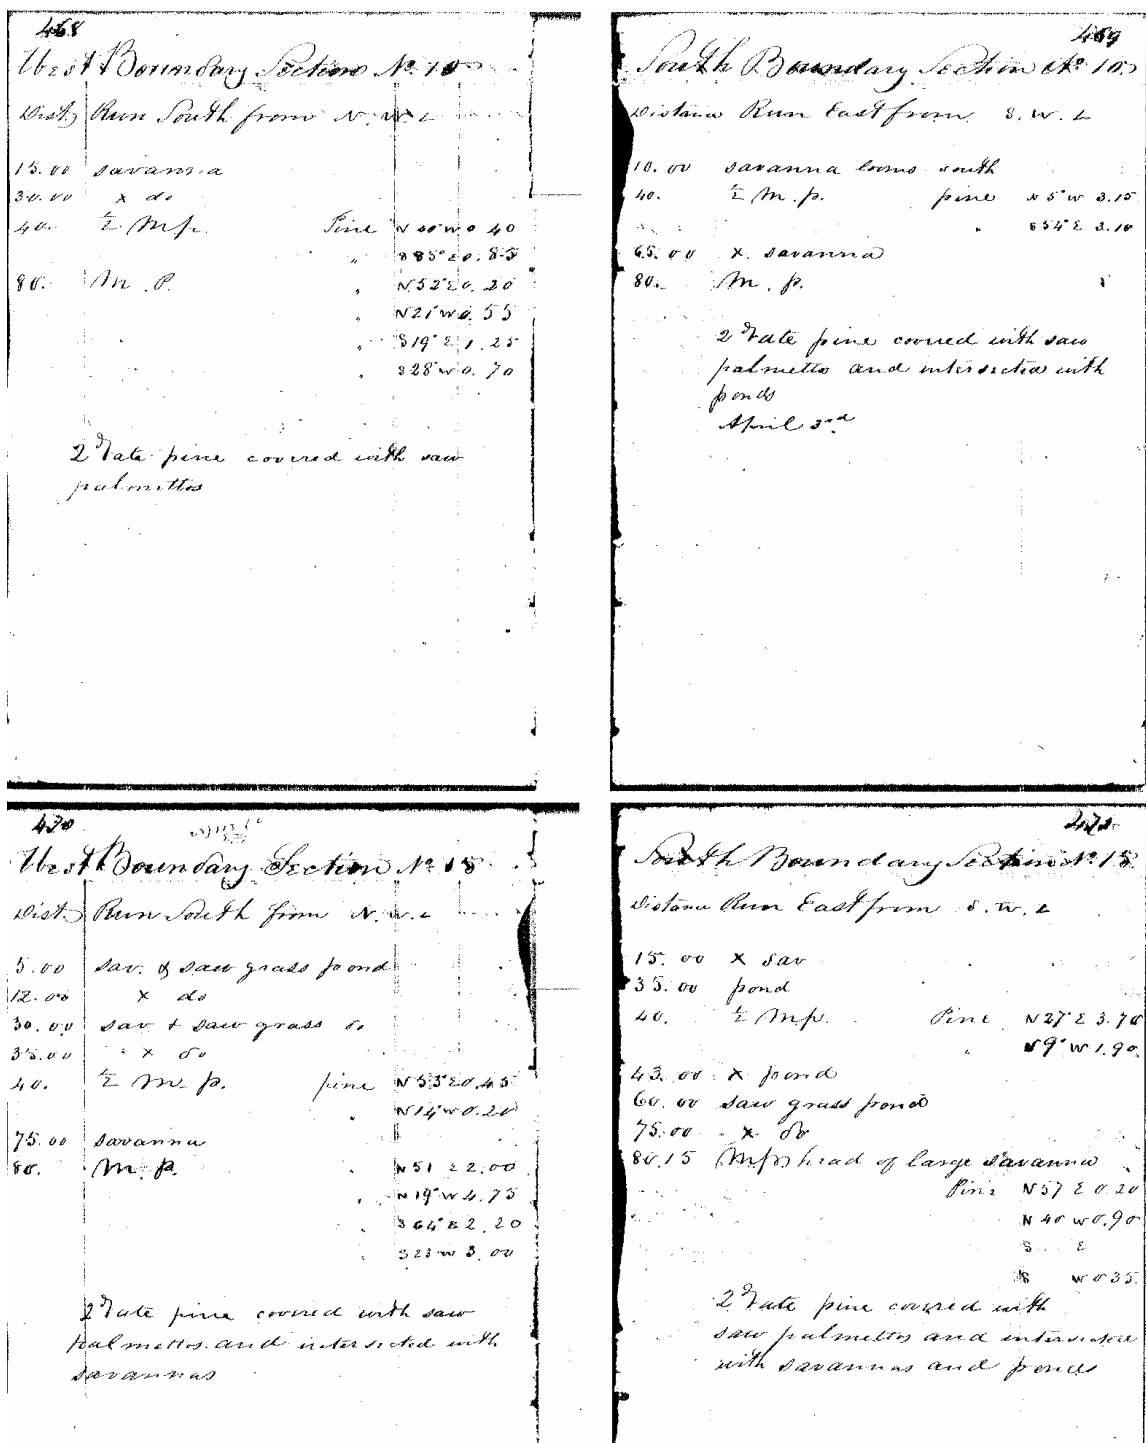 468
West Boundary Section No 10
Dist. Run South from N. W.
15.00 savanna
30.00 x do
40. ½ M.p. Pine N 60° W 0 40
" S 85° E 0.85
80. M. P. " N 52° E 0.20
" N 21° W 0.55
" S 19° E 1.25
" S 28° W 0.70
2d rate pine covered with saw
palmettos
469
South Boundary Section No 10
Distance Run East from S. W.
10.00 savanna looms south
40. ½ M.p. pine N 5° W 3.15
" S 54° E 3.10
65.00 x savanna
80. M. p.
2d rate pine covered with saw
palmetto and intersected with
ponds
April 3rd
470
West Boundary Section No 15
Dist. Run South from N. W.
5.00 sav. & saw grass pond
12.00 x do
30.00 sav & saw grass do
35.00 " x do
40. ½ M. p. pine N 53° E 0.45
" N 14° W 0.20
75.00 savanna
80. M. p. " N 51 E 2.00
" N 19° W 4.75
" S 64° E 2.20
" S 23 W 3.00
2d rate pine covered with saw
palmettos and intersected with
savannas
South Boundary Section No 15
Distance Run East from S. W.
15.00 x sav
35.00 pond
40. ½ M.p. Pine N 27° E 3.70
" N 9° W 1.90
43.00 x pond
60.00 saw grass pond
75.00 x do
80.15 (M.p.) head of large savanna
Pine N 57 E 0.20
N 40 W 0.90
S E
S W 0 35
2d rate pine covered with
saw palmettos and intersected
with savannas and ponds